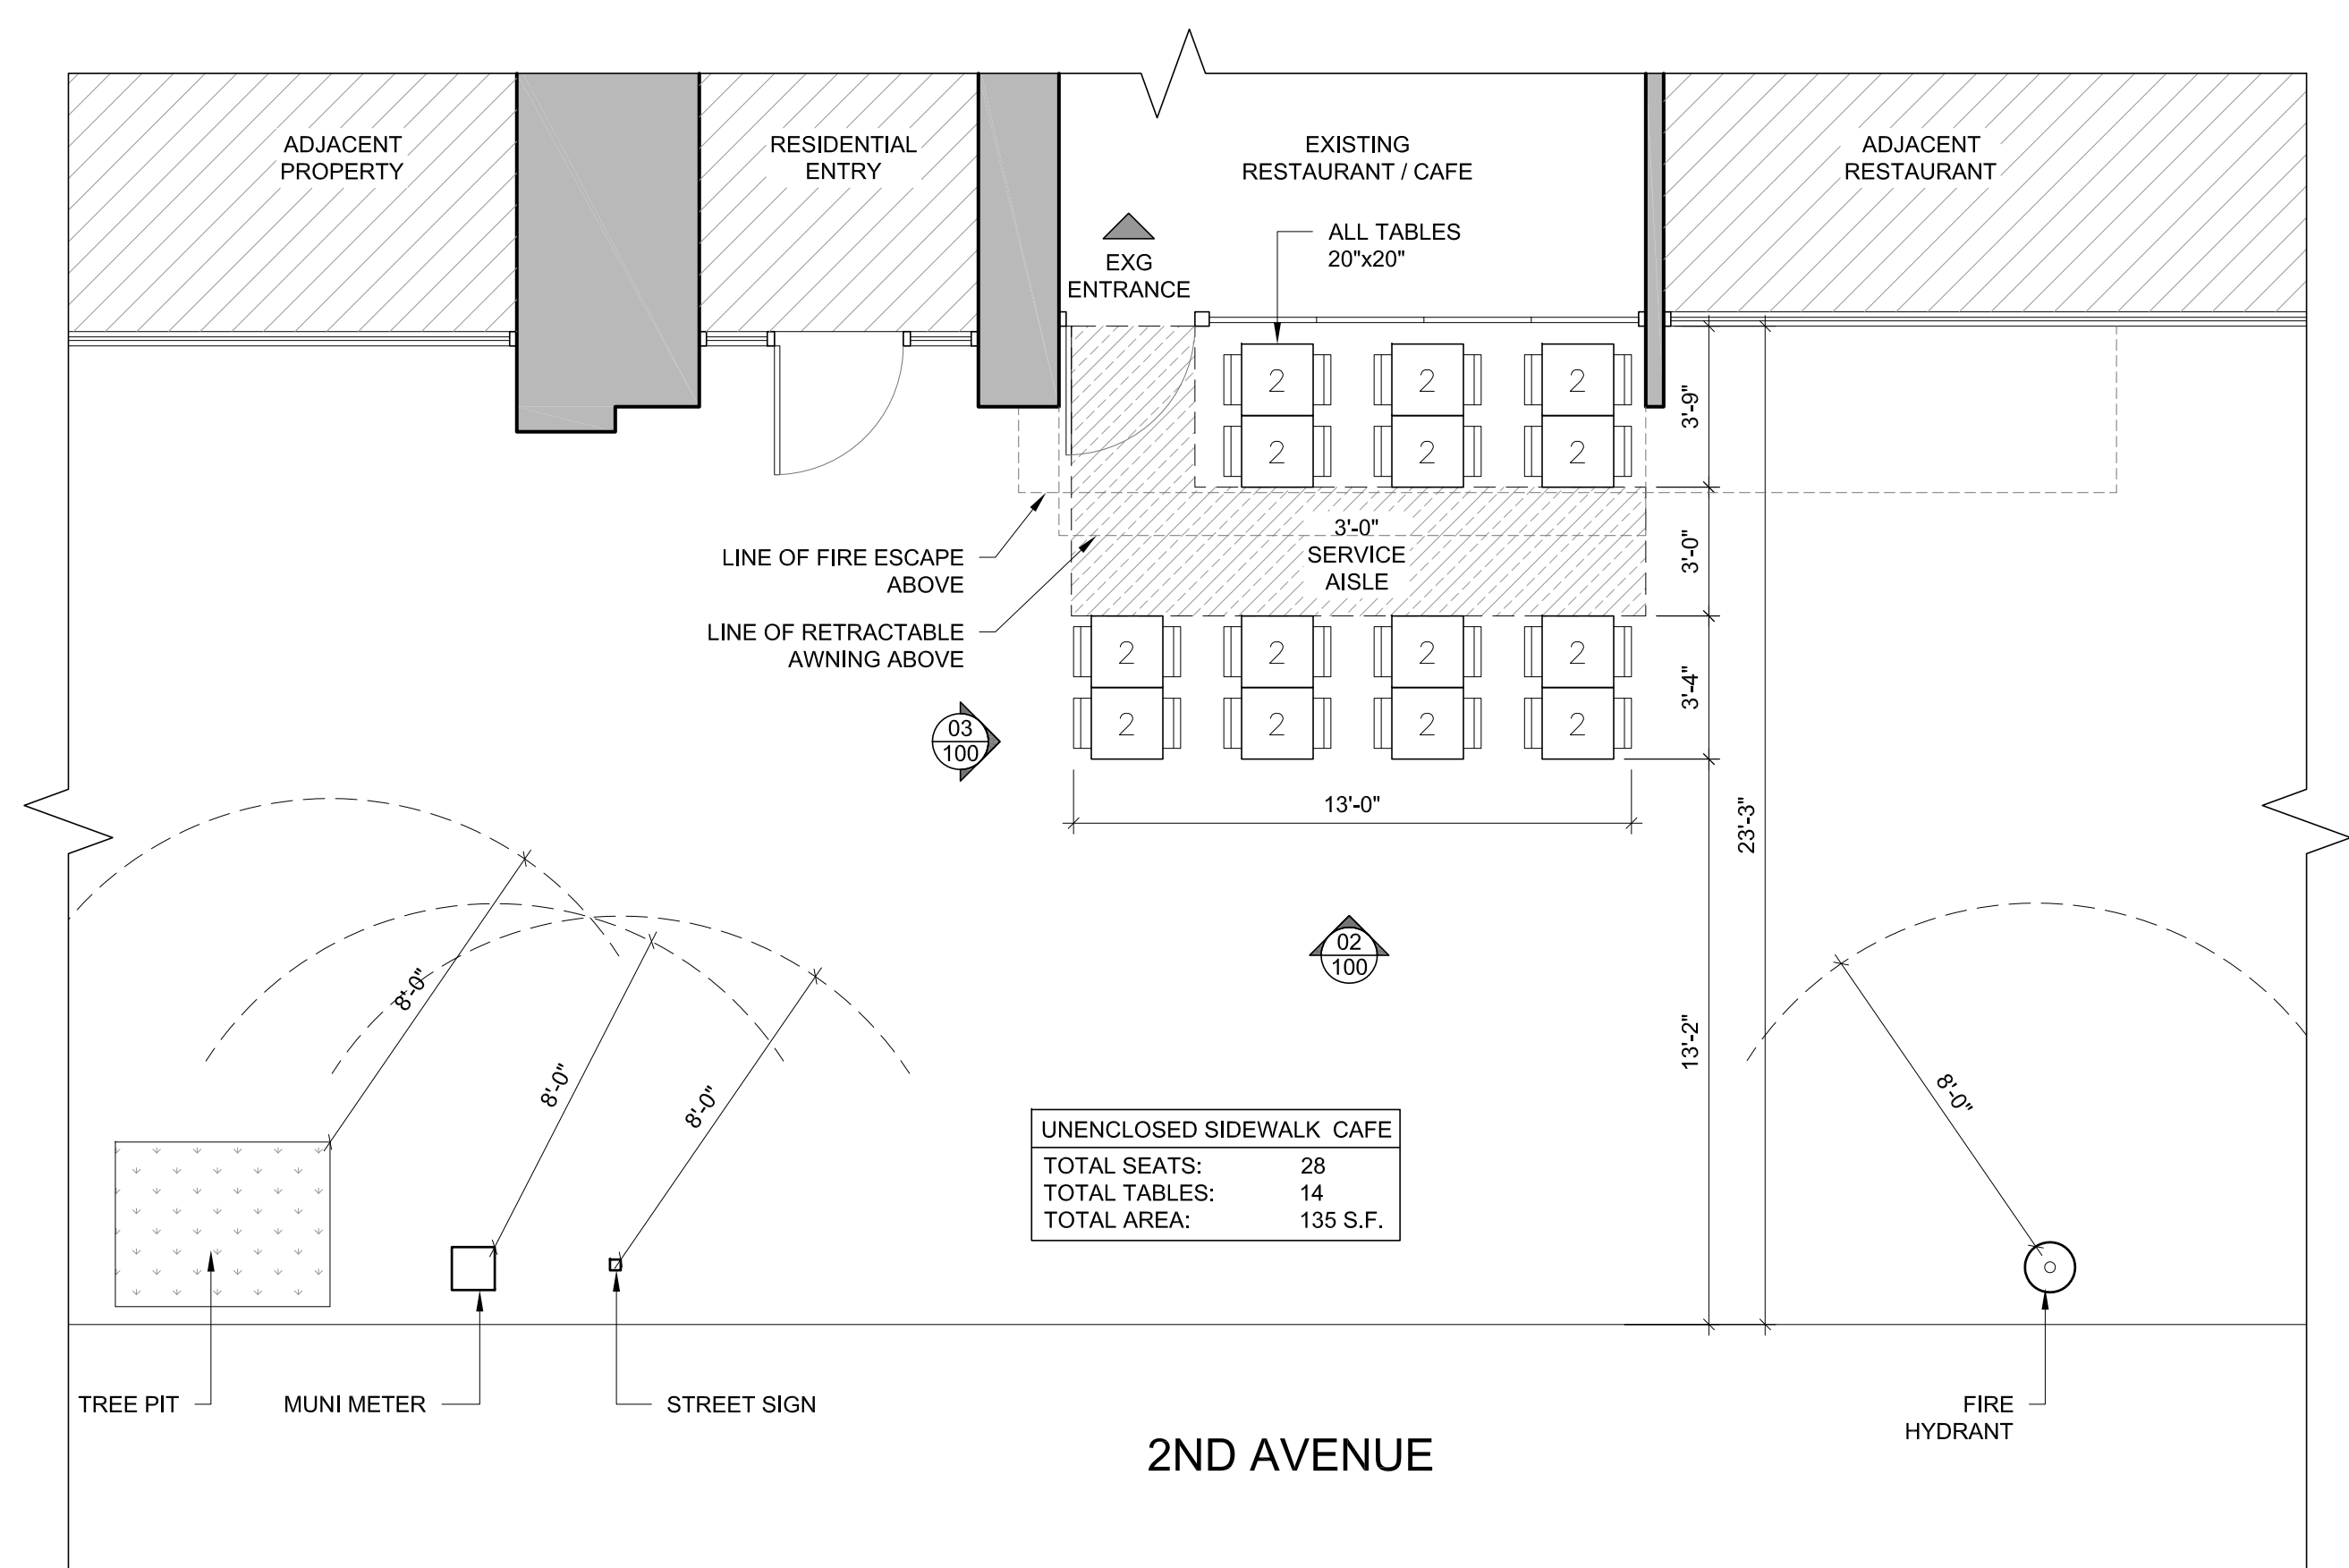 ADJACENT
PROPERTY
RESIDENTIAL
ENTRY
EXISTING
RESTAURANT / CAFE
ADJACENT
RESTAURANT
ALL TABLES
20"x20"
EXG
ENTRANCE
2
2
2
2
2
2
3'-9"
3'-0"
SERVICE
AISLE
3'-0"
LINE OF FIRE ESCAPE
ABOVE
LINE OF RETRACTABLE
AWNING ABOVE
2
2
2
2
2
2
2
2
3'-4"
03
100
13'-0"
23'-3"
02
100
13'-2"
8'-0"
8'-0"
8'-0"
8'-0"
UNENCLOSED SIDEWALK CAFE
TOTAL SEATS: 28
TOTAL TABLES: 14
TOTAL AREA: 135 S.F.
TREE PIT
MUNI METER
STREET SIGN
FIRE
HYDRANT
2ND AVENUE